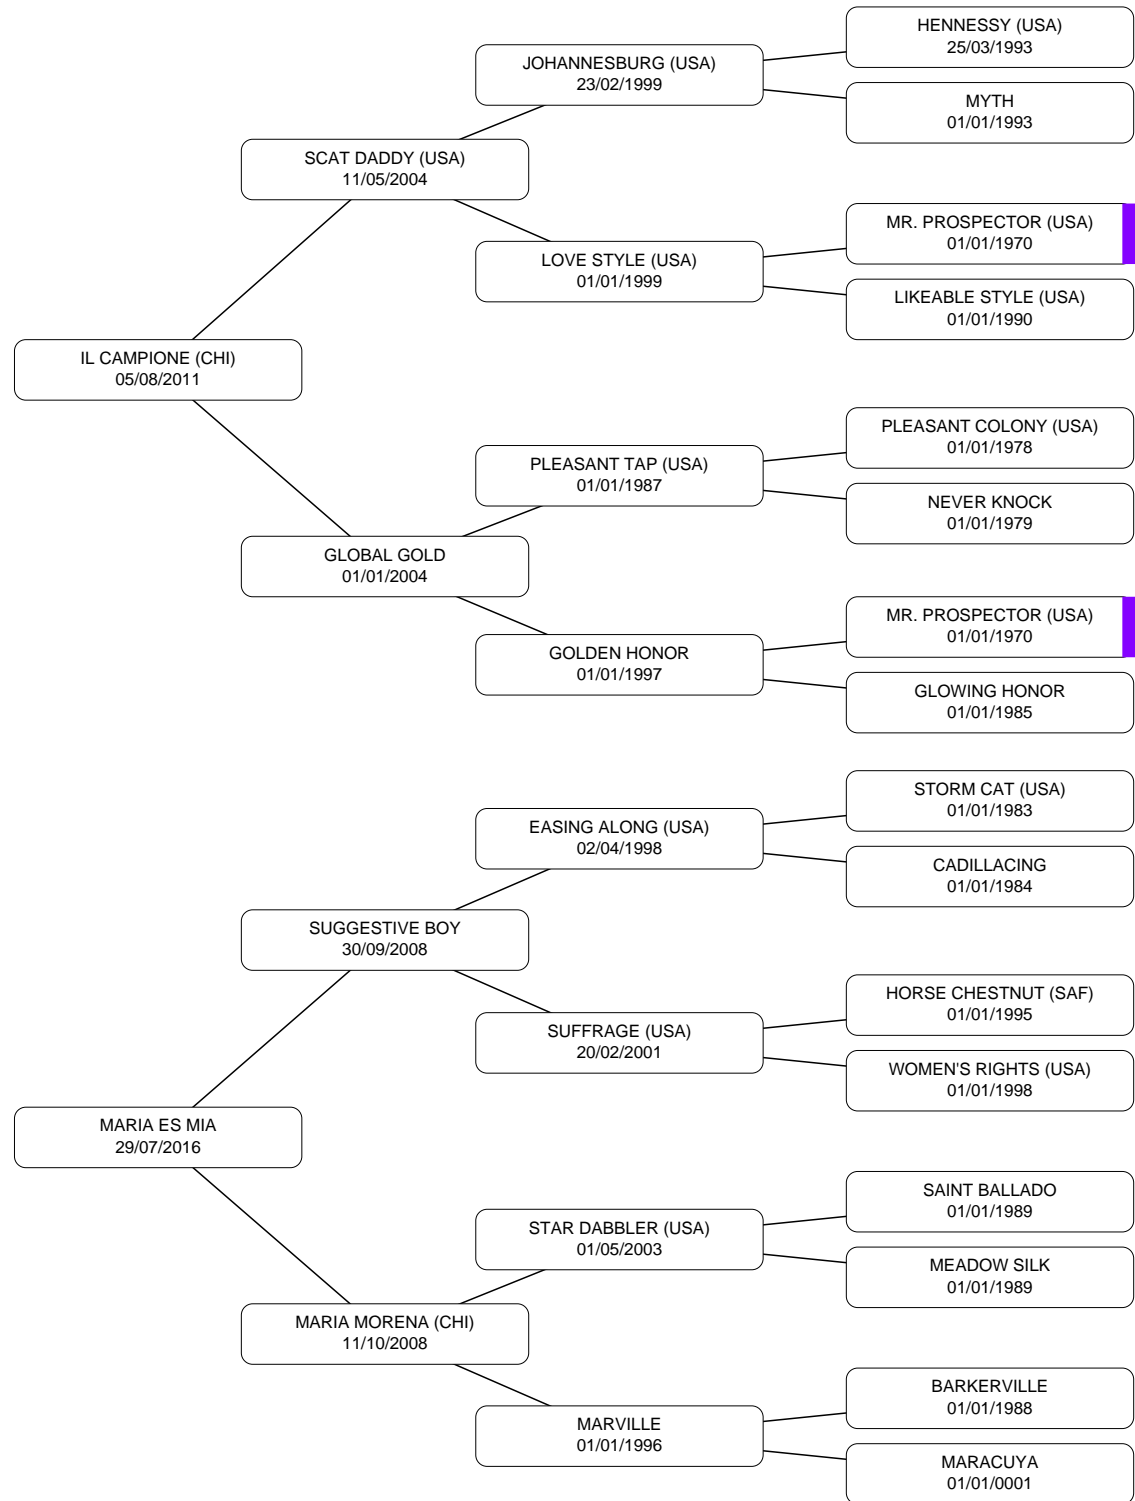 HENNESSY (USA)
25/03/1993
JOHANNESBURG (USA)
23/02/1999
MYTH
01/01/1993
SCAT DADDY (USA)
11/05/2004
MR. PROSPECTOR (USA)
01/01/1970
LOVE STYLE (USA)
01/01/1999
LIKEABLE STYLE (USA)
01/01/1990
IL CAMPIONE (CHI)
05/08/2011
PLEASANT COLONY (USA)
01/01/1978
PLEASANT TAP (USA)
01/01/1987
NEVER KNOCK
01/01/1979
GLOBAL GOLD
01/01/2004
MR. PROSPECTOR (USA)
01/01/1970
GOLDEN HONOR
01/01/1997
GLOWING HONOR
01/01/1985
STORM CAT (USA)
01/01/1983
EASING ALONG (USA)
02/04/1998
CADILLACING
01/01/1984
SUGGESTIVE BOY
30/09/2008
HORSE CHESTNUT (SAF)
01/01/1995
SUFFRAGE (USA)
20/02/2001
WOMEN'S RIGHTS (USA)
01/01/1998
MARIA ES MIA
29/07/2016
SAINT BALLADO
01/01/1989
STAR DABBLER (USA)
01/05/2003
MEADOW SILK
01/01/1989
MARIA MORENA (CHI)
11/10/2008
BARKERVILLE
01/01/1988
MARVILLE
01/01/1996
MARACUYA
01/01/0001